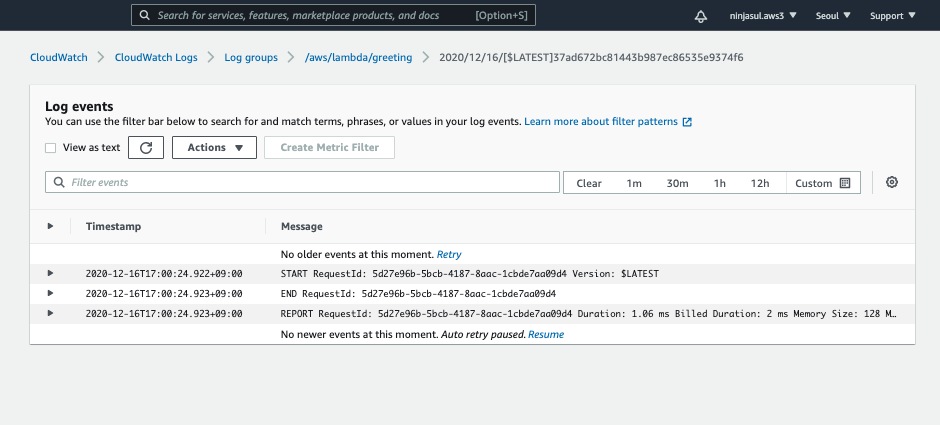 Search for services, features, marketplace products, and docs [Option+S] ninjasul.aws3 Seoul Support
CloudWatch CloudWatch Logs Log groups /aws/lambda/greeting 2020/12/16/[$LATEST]37ad672bc81443b987ec86535e9374f6
Log events
You can use the filter bar below to search for and match terms, phrases, or values in your log events. Learn more about filter patterns
View as text Actions Create Metric Filter
Filter events Clear 1m 30m 1h 12h Custom
Timestamp Message
No older events at this moment. Retry
2020-12-16T17:00:24.922+09:00 START RequestId: 5d27e96b-5bcb-4187-8aac-1cbde7aa09d4 Version: $LATEST
2020-12-16T17:00:24.923+09:00 END RequestId: 5d27e96b-5bcb-4187-8aac-1cbde7aa09d4
2020-12-16T17:00:24.923+09:00 REPORT RequestId: 5d27e96b-5bcb-4187-8aac-1cbde7aa09d4 Duration: 1.06 ms Billed Duration: 2 ms Memory Size: 128 M…
No newer events at this moment. Auto retry paused. Resume